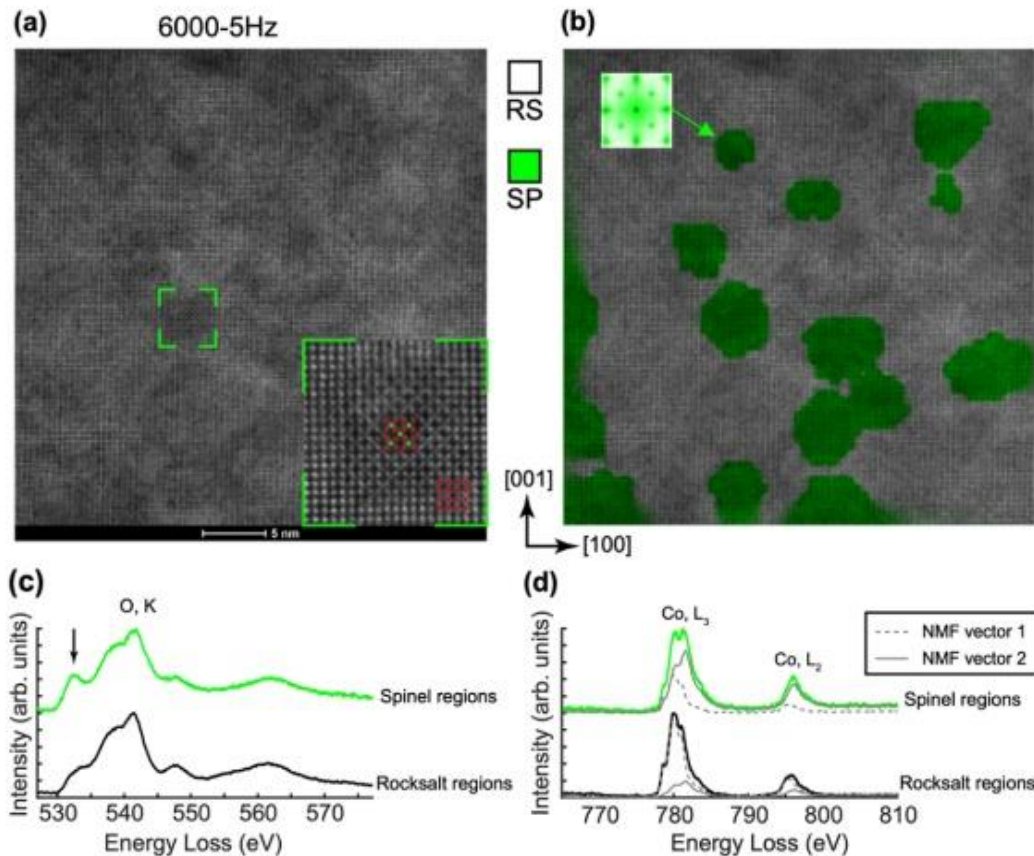 (a)
6000-5Hz
(b)
RS
SP
5 nm
[001]
[100]
(c)
O, K
Intensity (arb. units)
Spinel regions
Rocksalt regions
530 540 550 560 570
Energy Loss (eV)
(d)
Co, L3
Co, L2
NMF vector 1
NMF vector 2
Intensity (arb. units)
Spinel regions
Rocksalt regions
770 780 790 800 810
Energy Loss (eV)